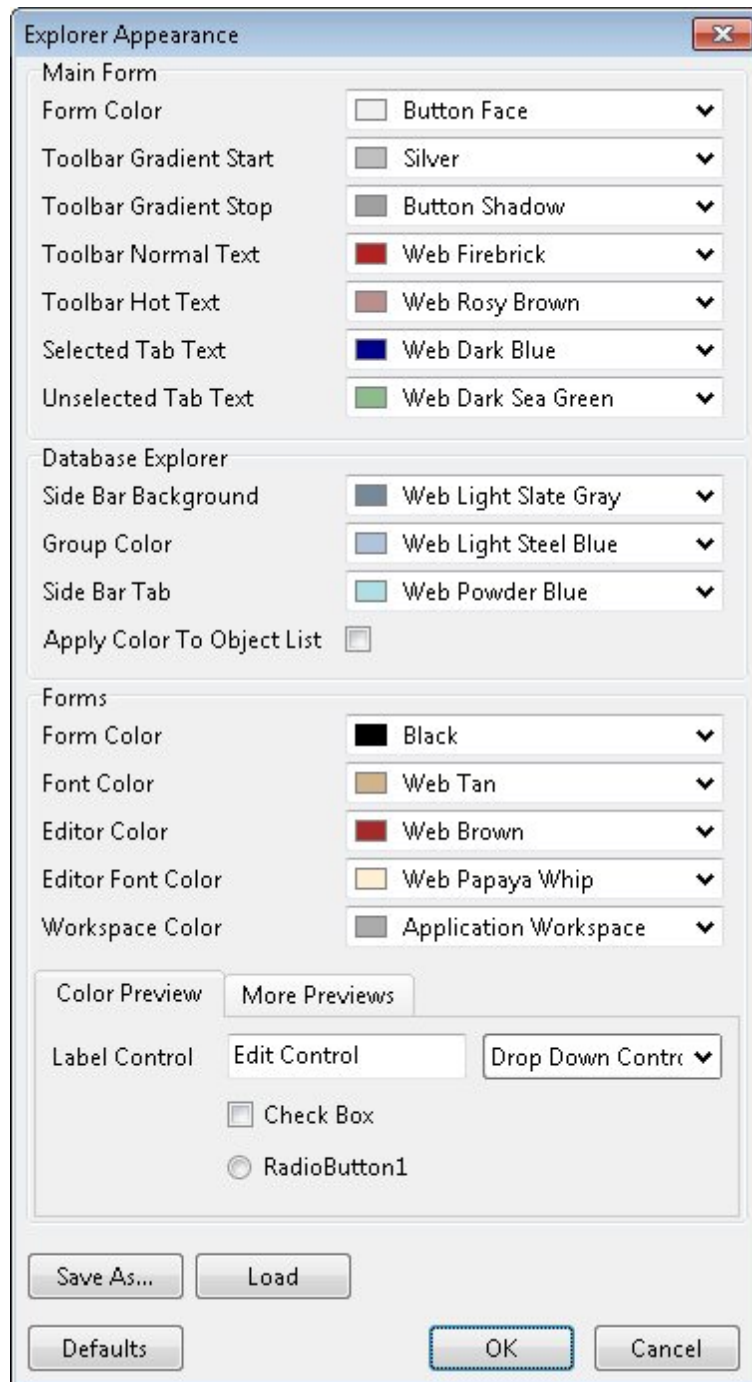 Explorer Appearance
Main Form
Form Color Button Face
Toolbar Gradient Start Silver
Toolbar Gradient Stop Button Shadow
Toolbar Normal Text Web Firebrick
Toolbar Hot Text Web Rosy Brown
Selected Tab Text Web Dark Blue
Unselected Tab Text Web Dark Sea Green
Database Explorer
Side Bar Background Web Light Slate Gray
Group Color Web Light Steel Blue
Side Bar Tab Web Powder Blue
Apply Color To Object List
Forms
Form Color Black
Font Color Web Tan
Editor Color Web Brown
Editor Font Color Web Papaya Whip
Workspace Color Application Workspace
Color Preview More Previews
Label Control Edit Control Drop Down Contrc
Check Box
RadioButton1
Save As... Load
Defaults OK Cancel